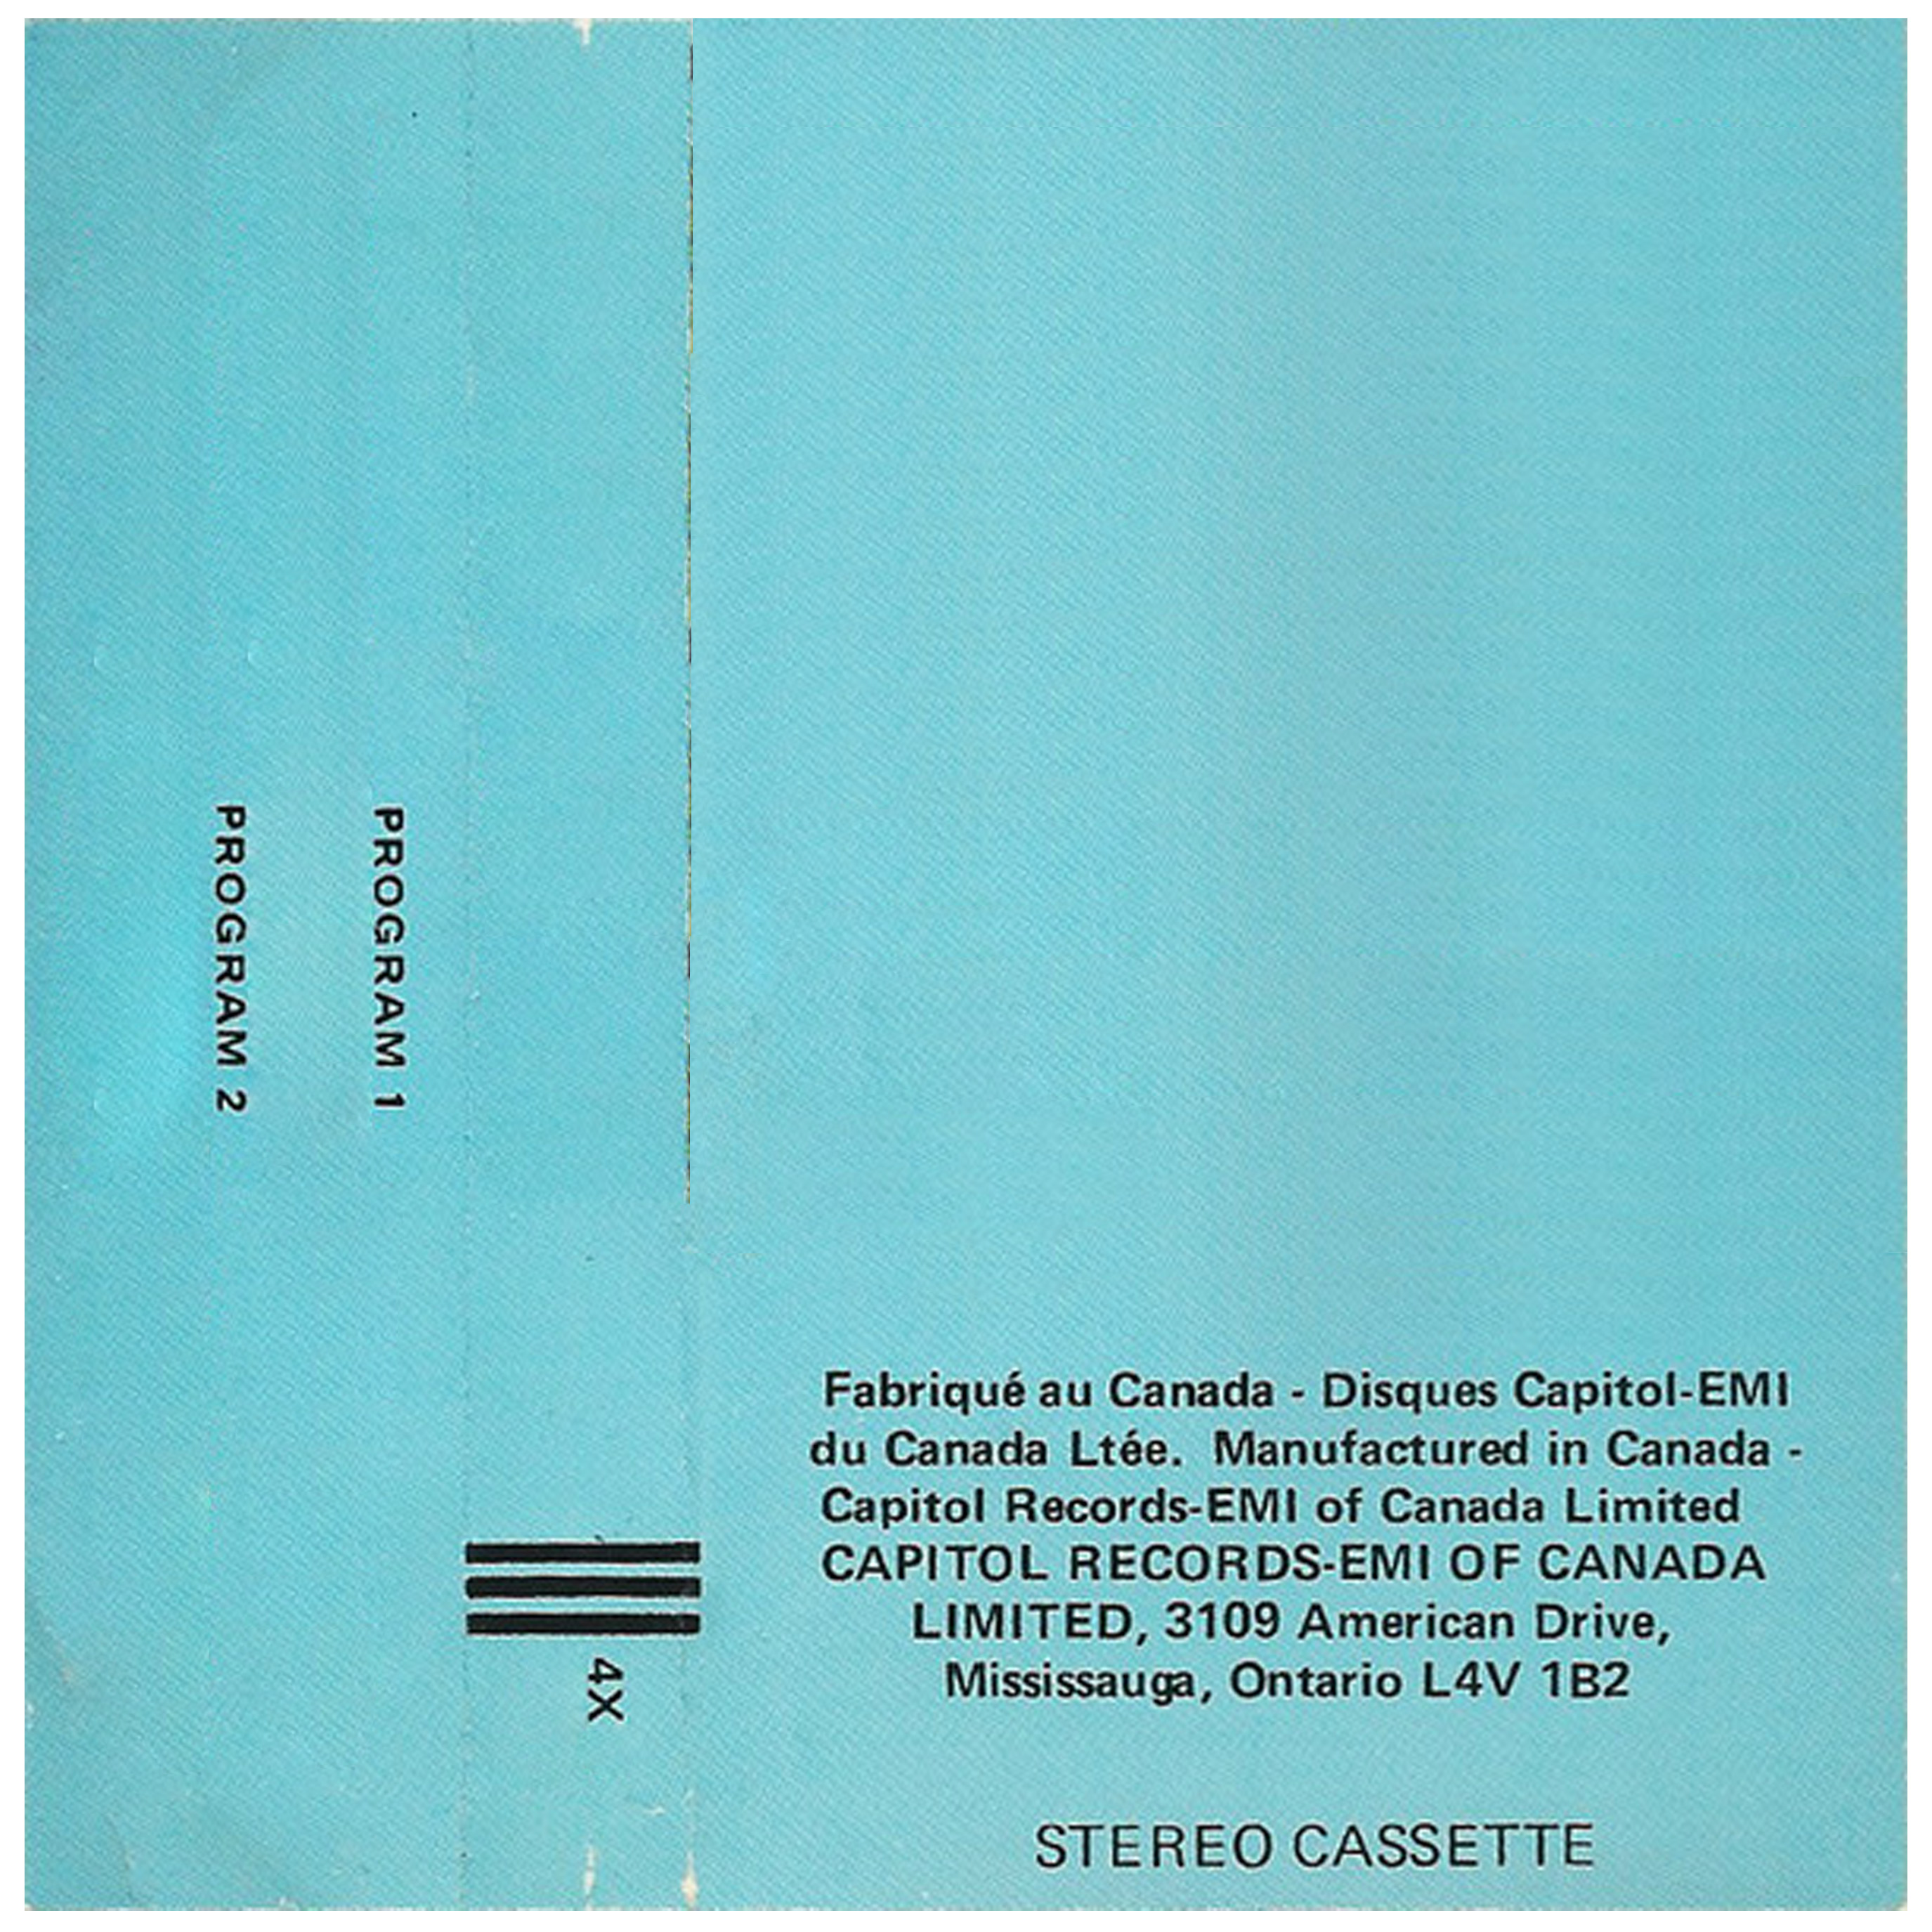 PROGRAM 1
PROGRAM 2
4X
Fabriqué au Canada - Disques Capitol-EMI
du Canada Ltée. Manufactured in Canada -
Capitol Records-EMI of Canada Limited
CAPITOL RECORDS-EMI OF CANADA
LIMITED, 3109 American Drive,
Mississauga, Ontario L4V 1B2
STEREO CASSETTE